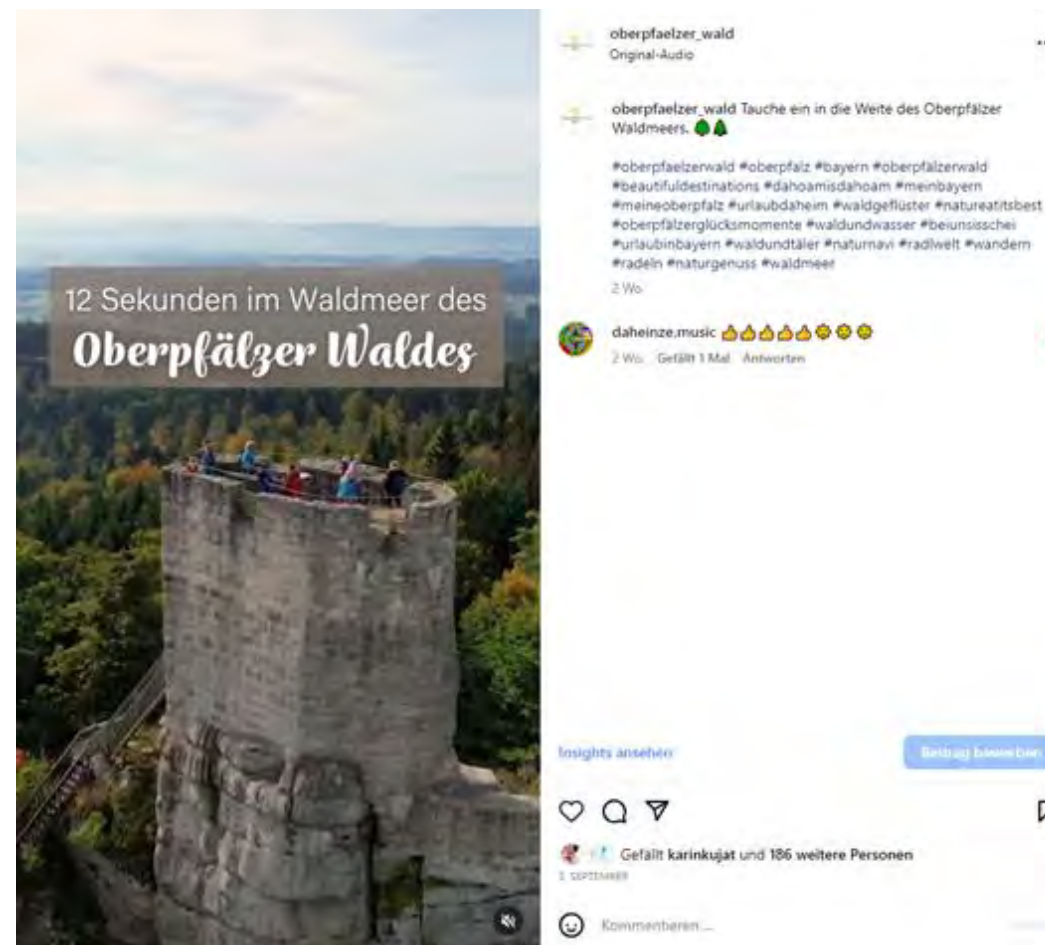 12 Sekunden im Waldmeer des
Oberpfälzer Waldes
oberpfaelzer_wald
Original-Audio
oberpfaelzer_wald Tauche ein in die Weite des Oberpfälzer
Waldmeers. 🌳🌲
#oberpfaelzerwald #oberpfalz #bayern #oberpfälzerwald
#beautifuldestinations #dahoamisdahoam #meinbayern
#meineoberpfalz #urlaubdaheim #waldgeflüster #natureatitsbest
#oberpfälzerglücksmomente #waldundwasser #beiunsisschei
#urlaubinbayern #waldundtäler #naturnavi #radlwelt #wandern
#radeln #naturgenuss #waldmeer
2 Wo.
daheinze.music 👍👍👍👍👍😊😊😊
2 Wo. Gefällt 1 Mal Antworten
Insights ansehen
Beitrag bewerben
Gefällt karinkujat und 186 weitere Personen
SEPTEMBER
Kommentieren ...